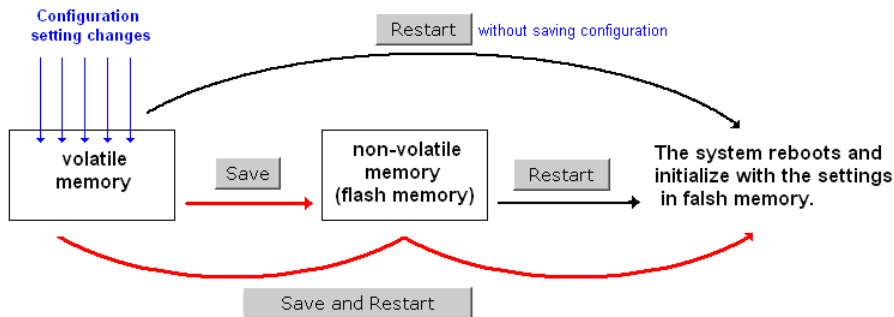 Configuration
setting changes
Restart
without saving configuration
volatile
memory
Save
non-volatile
memory
(flash memory)
Restart
The system reboots and
initialize with the settings
in falsh memory.
Save and Restart